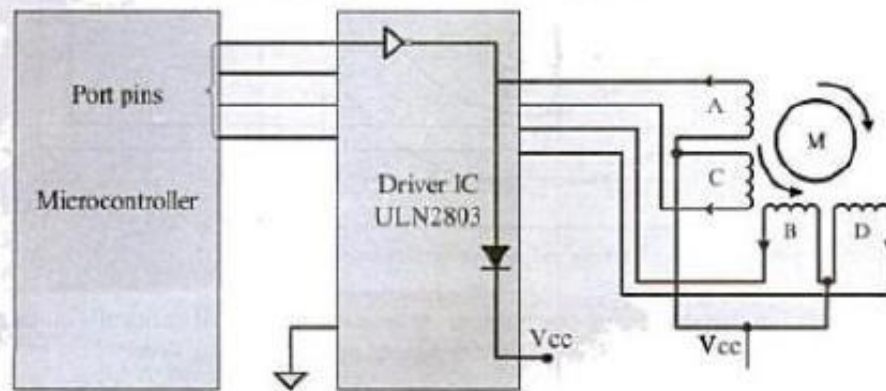 Port pins
Microcontroller
Driver IC
ULN2803
Vcc
A
C
M
B
D
Vcc